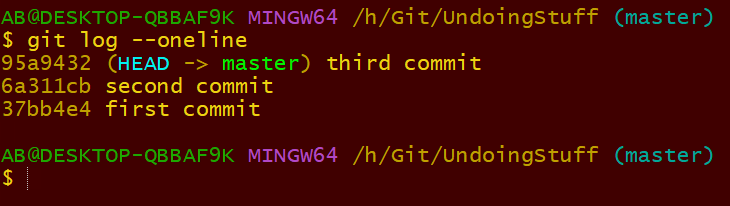 AB@DESKTOP-QBBAF9K MINGW64 /h/Git/UndoingStuff (master)
$ git log --oneline
95a9432 (HEAD -> master) third commit
6a311cb second commit
37bb4e4 first commit
AB@DESKTOP-QBBAF9K MINGW64 /h/Git/UndoingStuff (master)
$